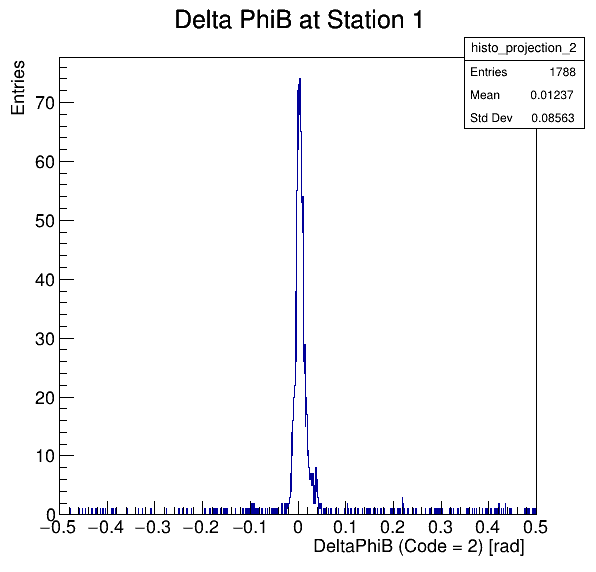 Delta PhiB at Station 1
histo_projection_2
Entries 1788
Mean 0.01237
Std Dev 0.08563
Entries
70
60
50
40
30
20
10
0
−0.5 −0.4 −0.3 −0.2 −0.1 0 0.1 0.2 0.3 0.4 0.5
DeltaPhiB (Code = 2) [rad]